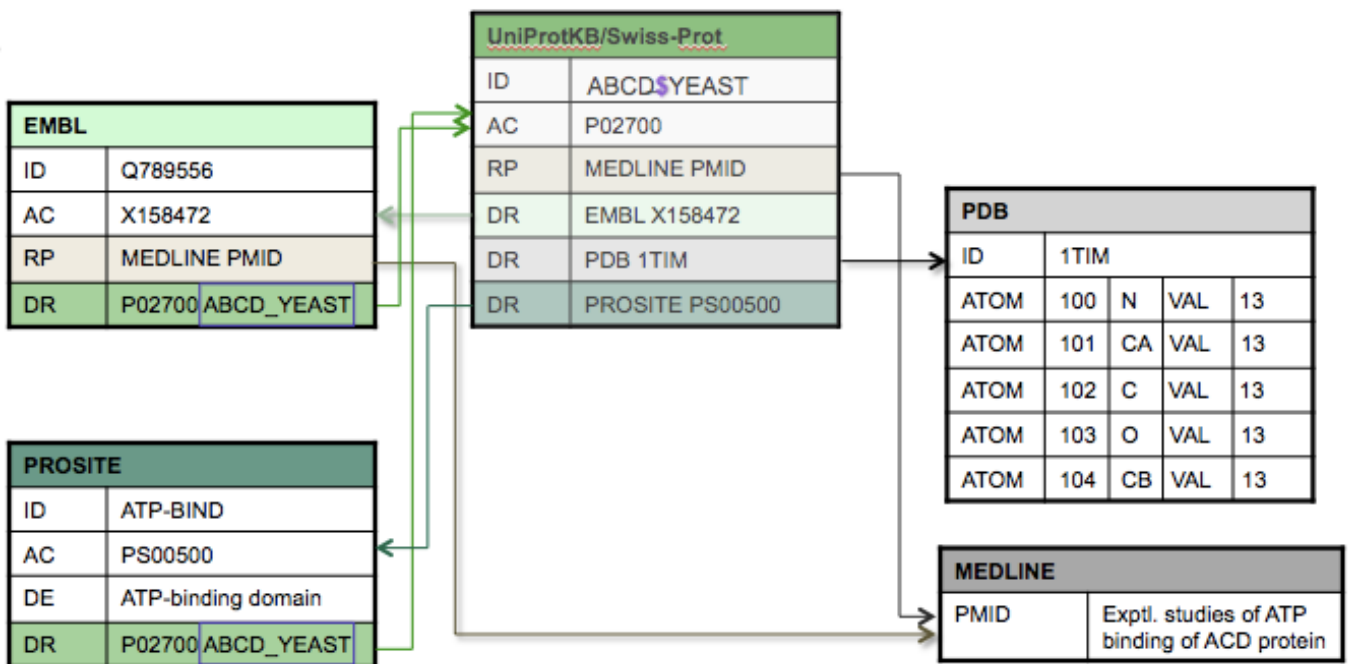 UniProtKB/Swiss-Prot
ID ABCD$YEAST
AC P02700
RP MEDLINE PMID
DR EMBL X158472
DR PDB 1TIM
DR PROSITE PS00500
EMBL
ID Q789556
AC X158472
RP MEDLINE PMID
DR P02700 ABCD_YEAST
PDB
ID 1TIM
ATOM 100 N VAL 13
ATOM 101 CA VAL 13
ATOM 102 C VAL 13
ATOM 103 O VAL 13
ATOM 104 CB VAL 13
PROSITE
ID ATP-BIND
AC PS00500
DE ATP-binding domain
DR P02700 ABCD_YEAST
MEDLINE
PMID Exptl. studies of ATP
binding of ACD protein